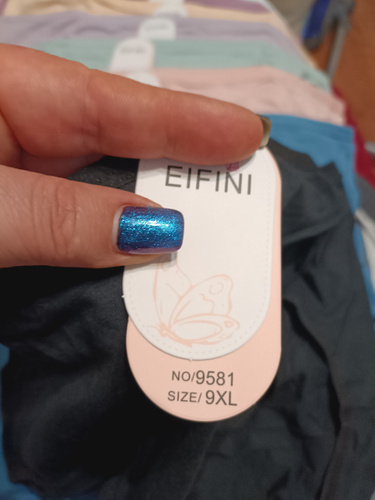 EIFINI
NO/9581
SIZE/ 9XL